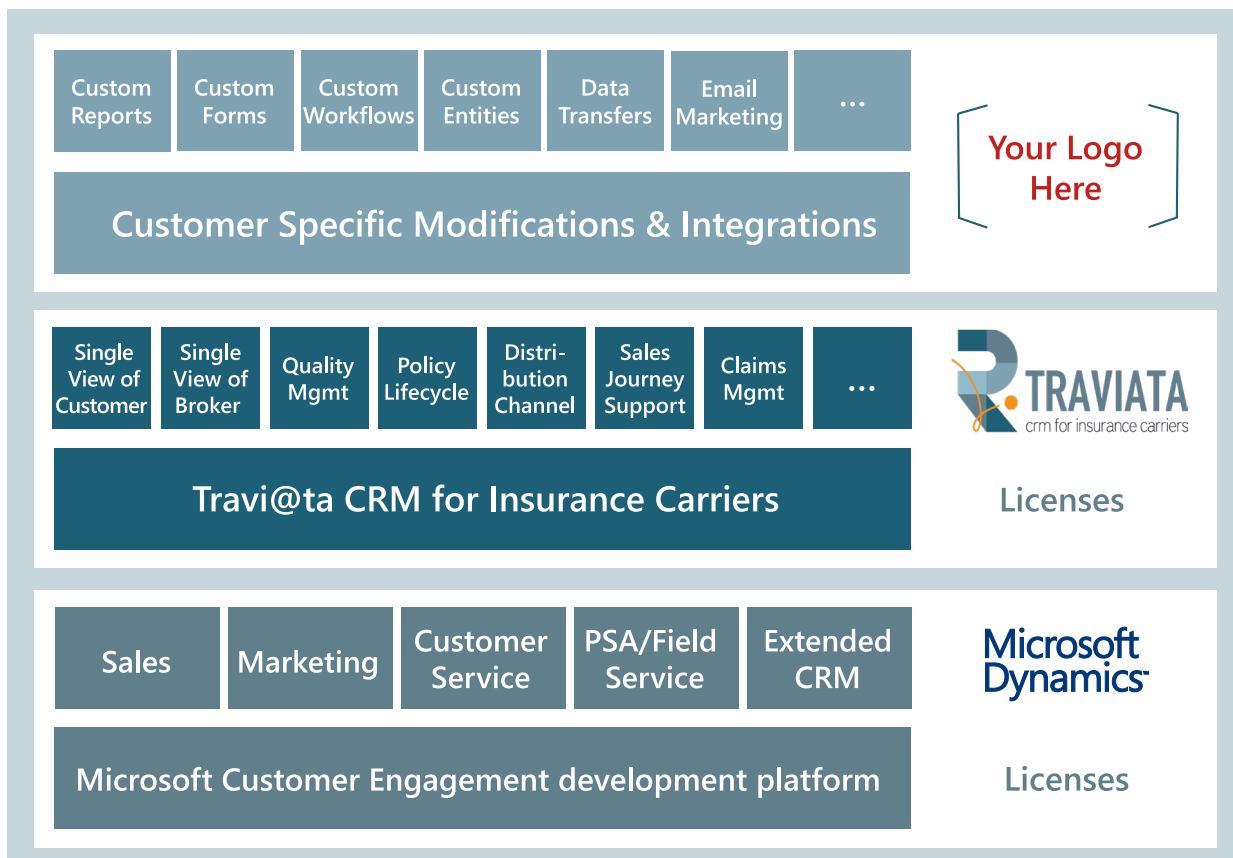 Custom
Reports
Custom
Forms
Custom
Workflows
Custom
Entities
Data
Transfers
Email
Marketing
...
Customer Specific Modifications & Integrations
Your Logo
Here
Single
View of
Customer
Single
View of
Broker
Quality
Mgmt
Policy
Lifecycle
Distri-
bution
Channel
Sales
Journey
Support
Claims
Mgmt
...
TRAVIATA
crm for insurance carriers
Travi@ta CRM for Insurance Carriers
Licenses
Sales
Marketing
Customer
Service
PSA/Field
Service
Extended
CRM
Microsoft
Dynamics™
Microsoft Customer Engagement development platform
Licenses